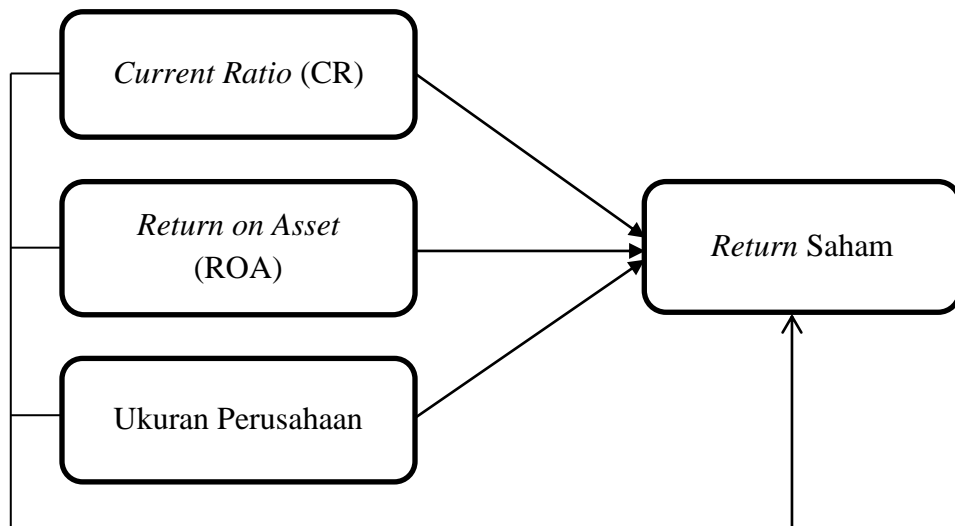 Current Ratio (CR)
Return on Asset
(ROA)
Return Saham
Ukuran Perusahaan